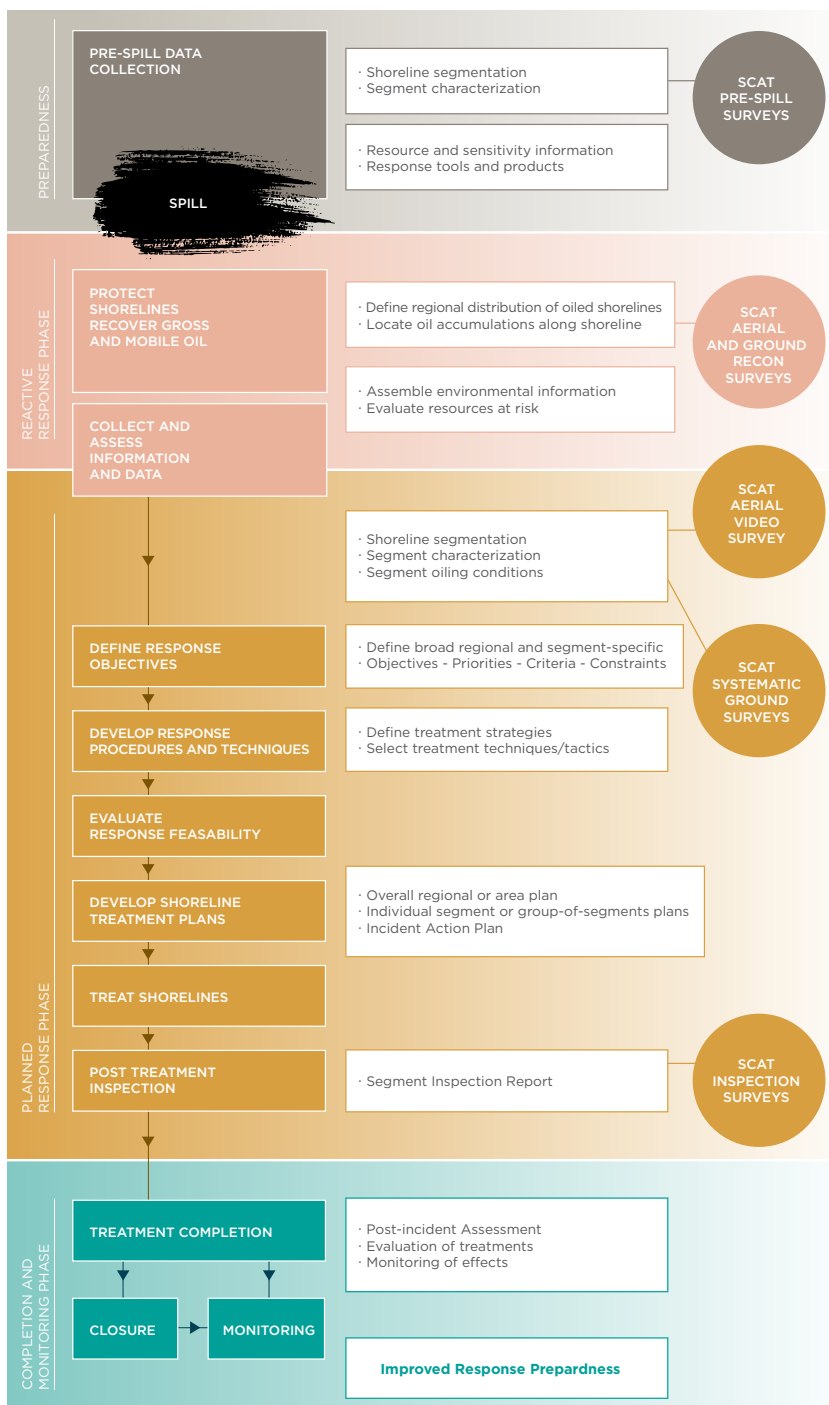 PREPAREDNESS
PRE-SPILL DATA
COLLECTION
· Shoreline segmentation
· Segment characterization
SCAT
PRE-SPILL
SURVEYS
· Resource and sensitivity information
· Response tools and products
SPILL
REACTIVE
RESPONSE PHASE
PROTECT
SHORELINES
RECOVER GROSS
AND MOBILE OIL
· Define regional distribution of oiled shorelines
· Locate oil accumulations along shoreline
SCAT
AERIAL
AND GROUND
RECON
SURVEYS
· Assemble environmental information
· Evaluate resources at risk
COLLECT AND
ASSESS
INFORMATION
AND DATA
PLANNED
RESPONSE PHASE
SCAT
AERIAL
VIDEO
SURVEY
· Shoreline segmentation
· Segment characterization
· Segment oiling conditions
DEFINE RESPONSE
OBJECTIVES
· Define broad regional and segment-specific
· Objectives - Priorities - Criteria - Constraints
SCAT
SYSTEMATIC
GROUND
SURVEYS
DEVELOP RESPONSE
PROCEDURES AND TECHNIQUES
· Define treatment strategies
· Select treatment techniques/tactics
EVALUATE
RESPONSE FEASABILITY
DEVELOP SHORELINE
TREATMENT PLANS
· Overall regional or area plan
· Individual segment or group-of-segments plans
· Incident Action Plan
TREAT SHORELINES
POST TREATMENT
INSPECTION
· Segment Inspection Report
SCAT
INSPECTION
SURVEYS
COMPLETION AND
MONITORING PHASE
TREATMENT COMPLETION
· Post-incident Assessment
· Evaluation of treatments
· Monitoring of effects
CLOSURE
MONITORING
Improved Response Prepardness